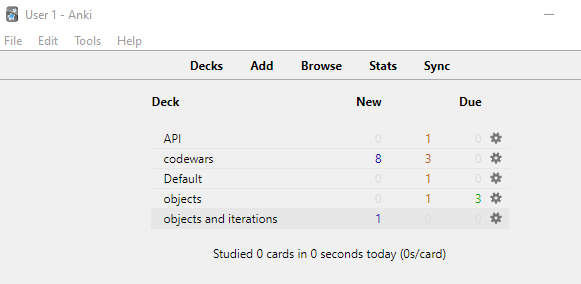 User 1 - Anki
File Edit Tools Help
Decks Add Browse Stats Sync
Deck New Due
API 0 1 0
codewars 8 3 0
Default 0 1 0
objects 0 1 3
objects and iterations 1 0 0
Studied 0 cards in 0 seconds today (0s/card)